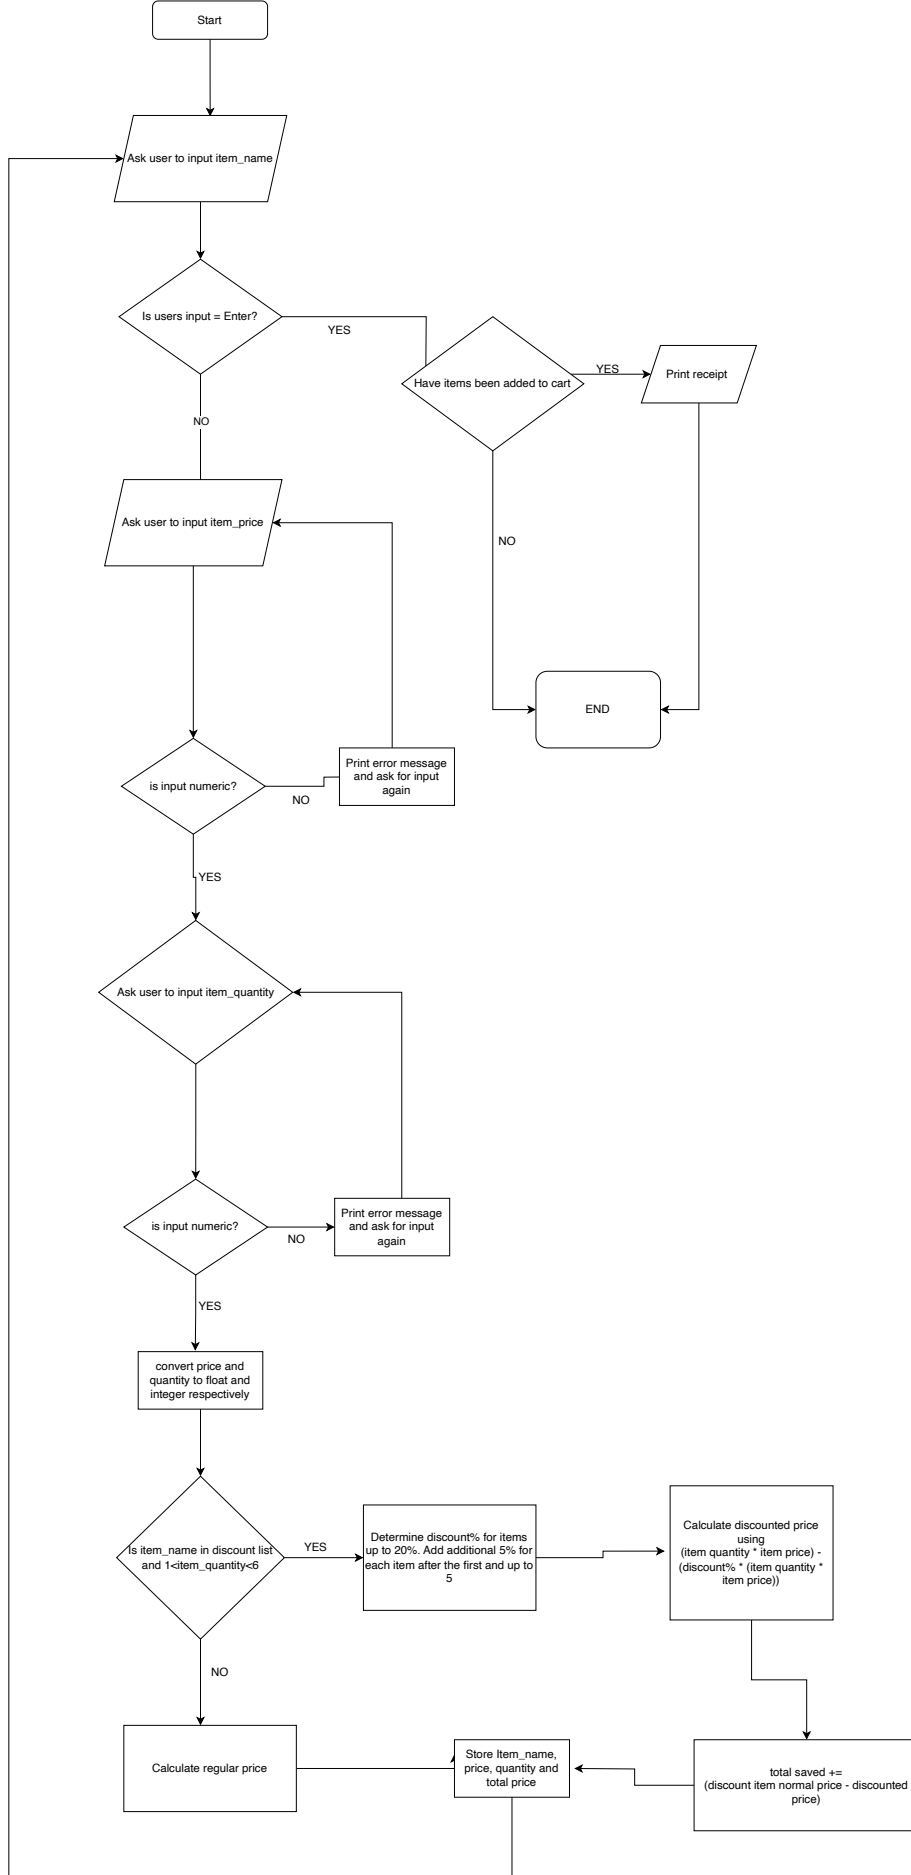 Start
Ask user to input item_name
Is users input = Enter?
YES
Have items been added to cart
YES
Print receipt
NO
Ask user to input item_price
NO
END
Print error message
and ask for input
again
is input numeric?
NO
YES
Ask user to input item_quantity
is input numeric?
Print error message
and ask for input
again
NO
YES
convert price and
quantity to float and
integer respectively
Is item_name in discount list
and 1<item_quantity<6
YES
Determine discount% for items
up to 20%. Add additional 5% for
each item after the first and up to
5
Calculate discounted price
using
(item quantity * item price) -
(discount% * (item quantity *
item price))
NO
Calculate regular price
Store Item_name,
price, quantity and
total price
total saved +=
(discount item normal price - discounted
price)